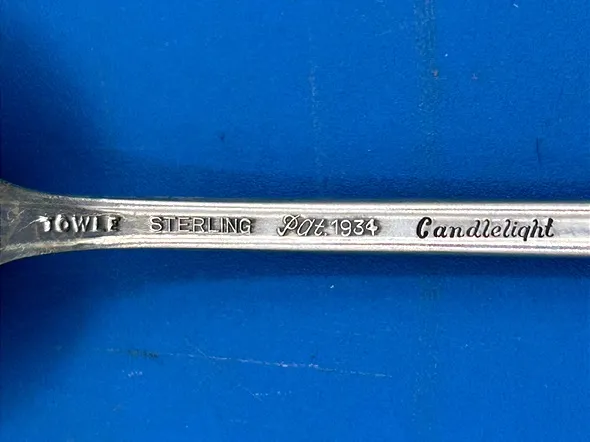 TOWLE STERLING Pat. 1934 Candlelight